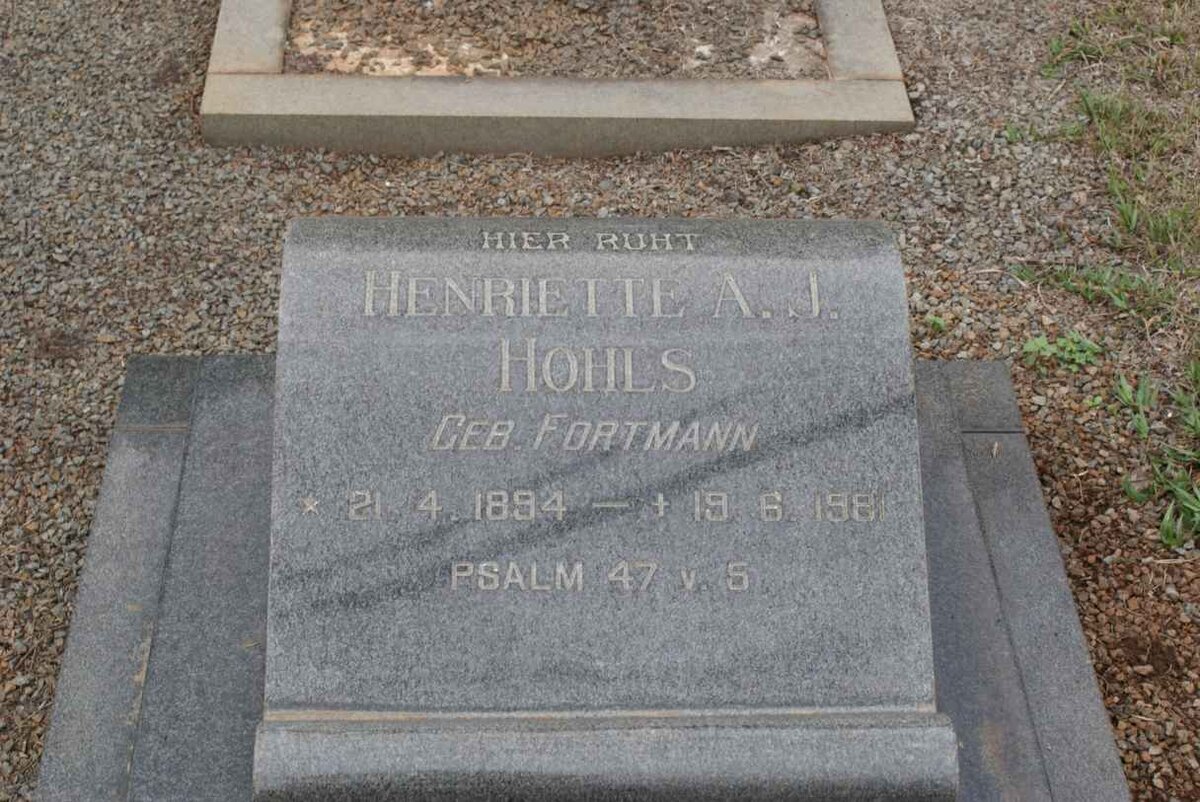 HIER RUHT
HENRIETTE A. J.
HOHLS
GEB. FORTMANN
* 21. 4. 1894 — + 19. 6. 1981
PSALM 47 v. 5